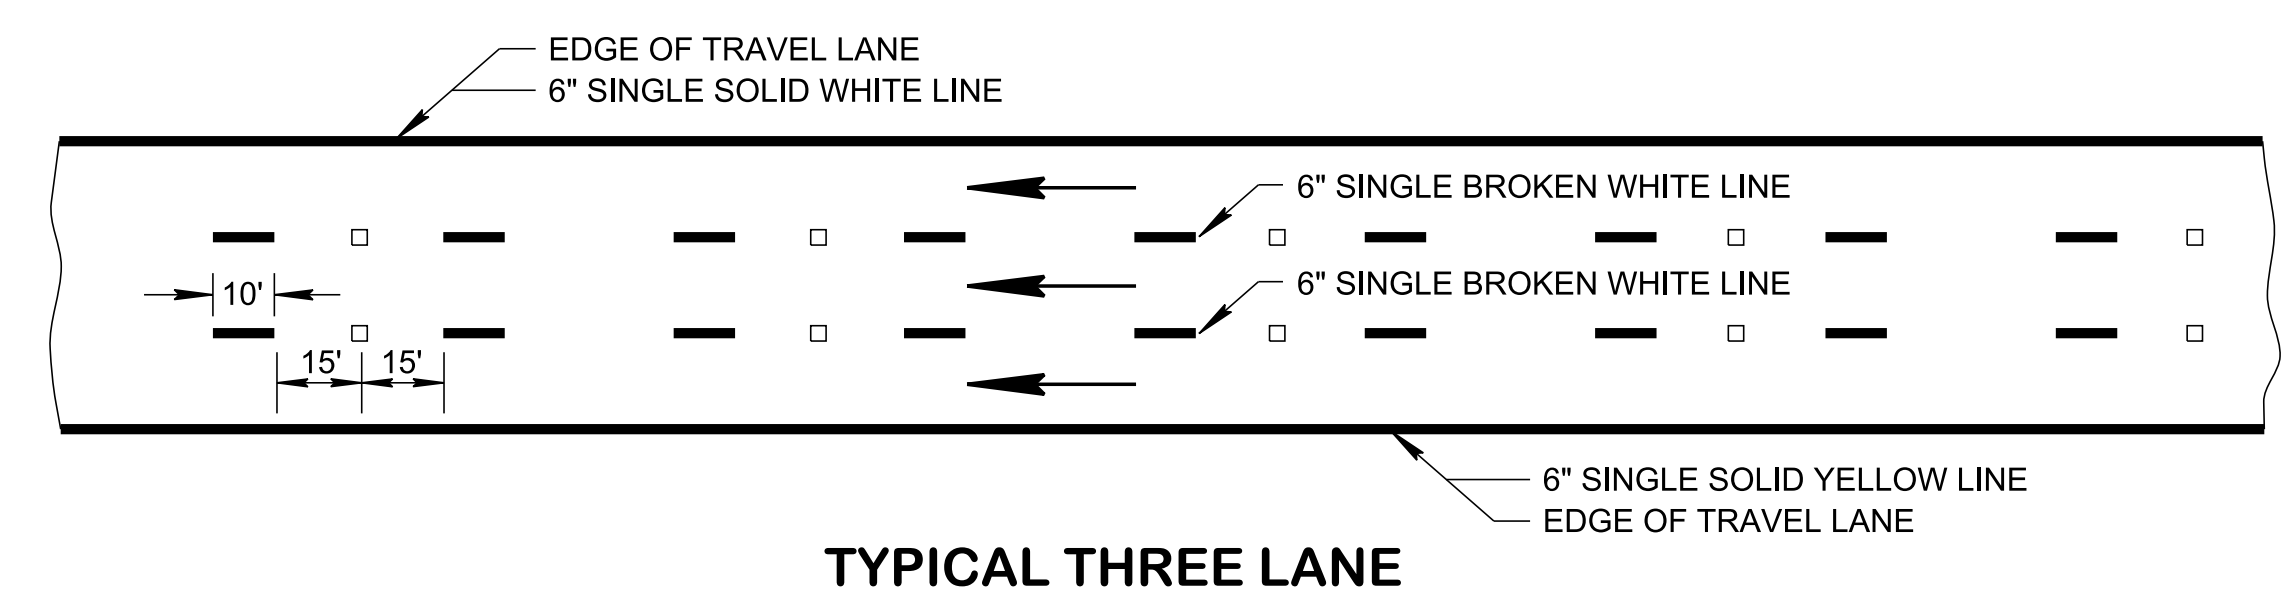 EDGE OF TRAVEL LANE
6" SINGLE SOLID WHITE LINE
6" SINGLE BROKEN WHITE LINE
10'
6" SINGLE BROKEN WHITE LINE
15' 15'
6" SINGLE SOLID YELLOW LINE
EDGE OF TRAVEL LANE
TYPICAL THREE LANE